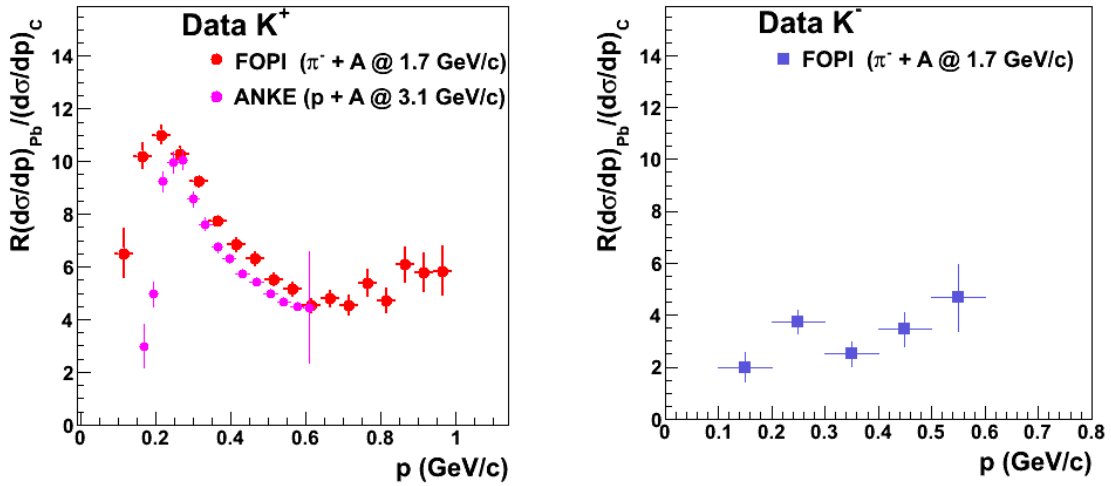 Data K⁺
FOPI (π⁻ + A @ 1.7 GeV/c)
ANKE (p + A @ 3.1 GeV/c)
R(dσ/dp)Pb/(dσ/dp)C
14
12
10
8
6
4
2
0
0 0.2 0.4 0.6 0.8 1
p (GeV/c)
Data K⁻
FOPI (π⁻ + A @ 1.7 GeV/c)
R(dσ/dp)Pb/(dσ/dp)C
14
12
10
8
6
4
2
0
0 0.1 0.2 0.3 0.4 0.5 0.6 0.7 0.8
p (GeV/c)